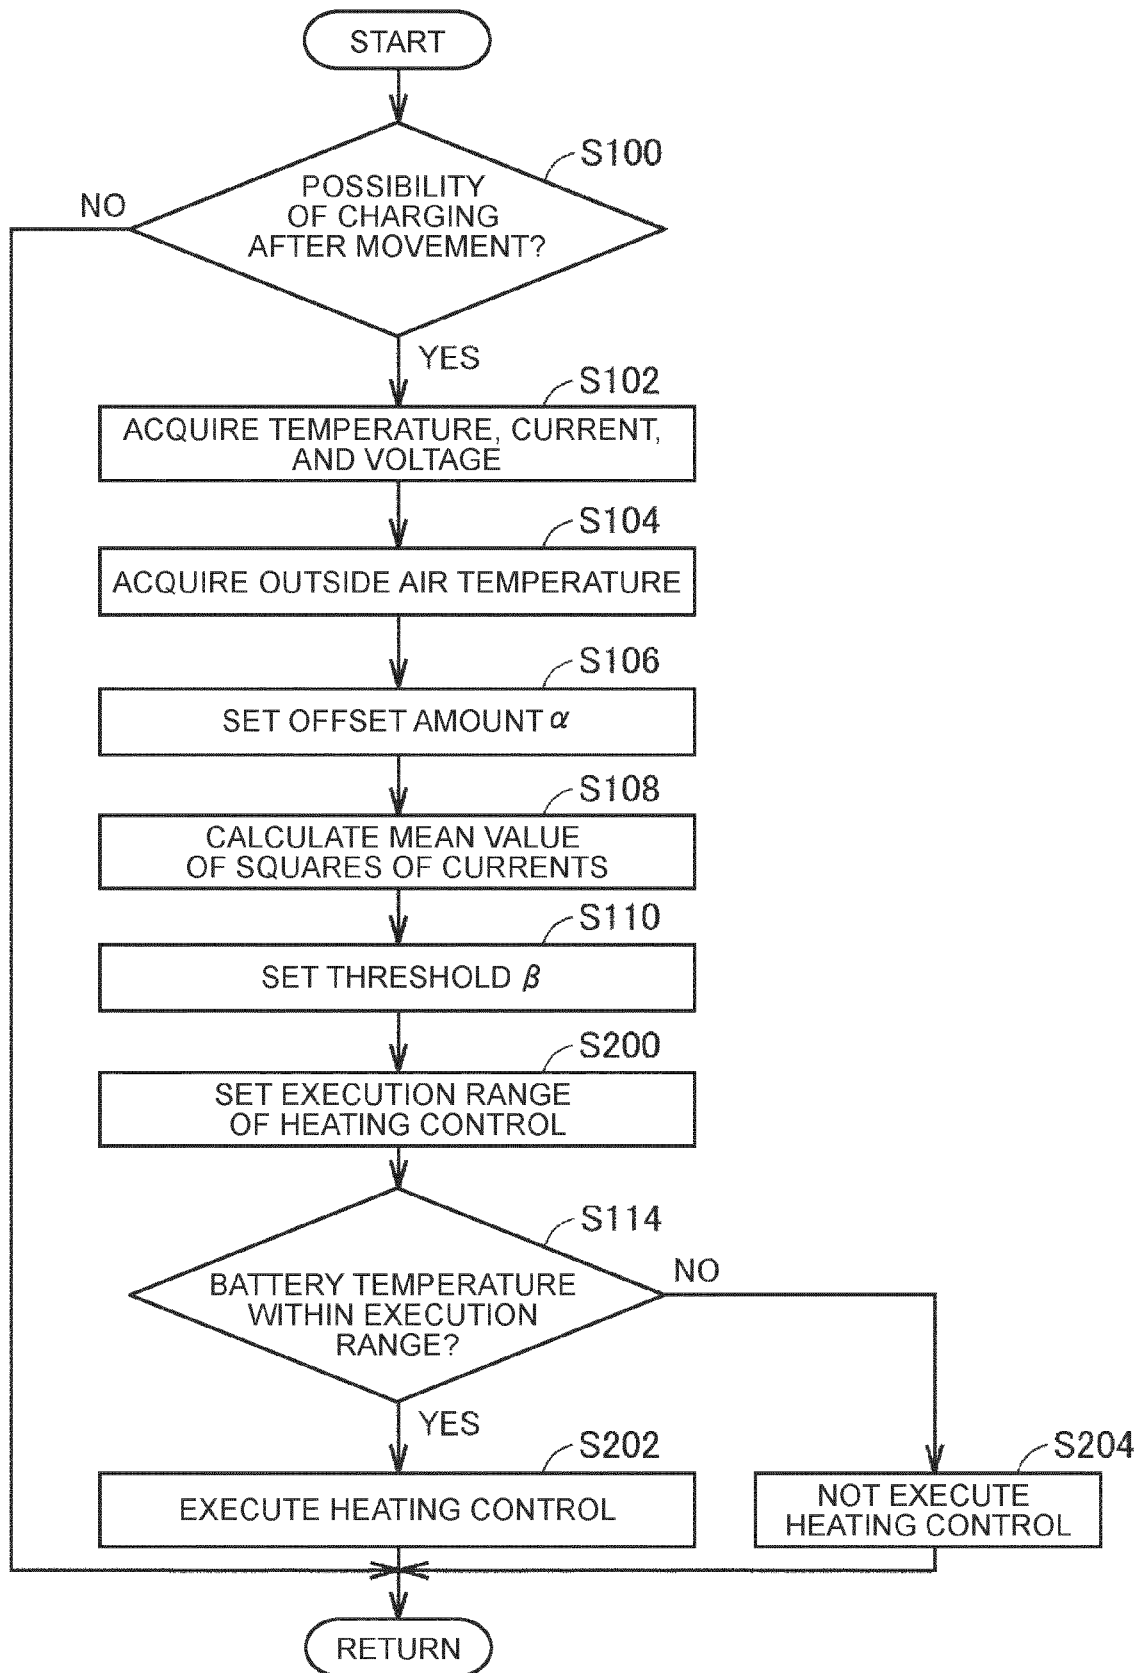 START
S100
POSSIBILITY
OF CHARGING
AFTER MOVEMENT?
NO
YES
S102
ACQUIRE TEMPERATURE, CURRENT,
AND VOLTAGE
S104
ACQUIRE OUTSIDE AIR TEMPERATURE
S106
SET OFFSET AMOUNT α
S108
CALCULATE MEAN VALUE
OF SQUARES OF CURRENTS
S110
SET THRESHOLD β
S200
SET EXECUTION RANGE
OF HEATING CONTROL
S114
BATTERY TEMPERATURE
WITHIN EXECUTION
RANGE?
NO
YES
S202
EXECUTE HEATING CONTROL
S204
NOT EXECUTE
HEATING CONTROL
RETURN